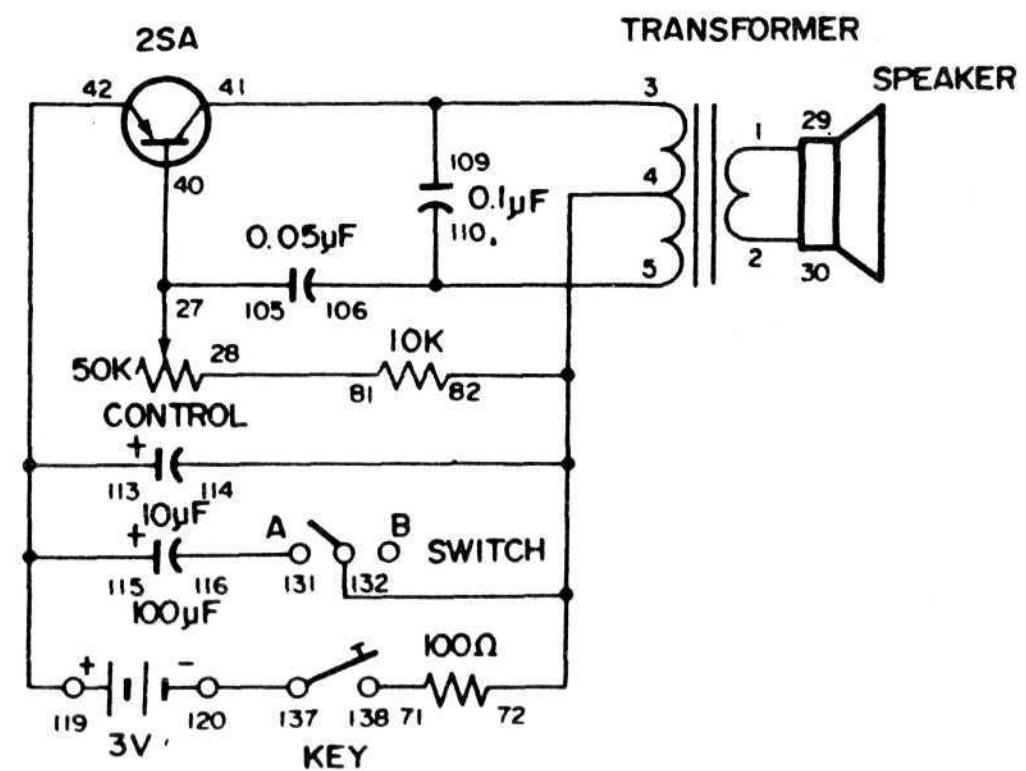 TRANSFORMER
2SA
SPEAKER
42
41
3
1
29
109
4
40
0.1µF
110.
0.05µF
5
2
30
27
105
106
28
10K
50K
81
82
CONTROL
+
113
114
10µF
+
A
B
SWITCH
115
116
131
132
100µF
100Ω
+
-
119
120
137
138
71
72
3V
KEY